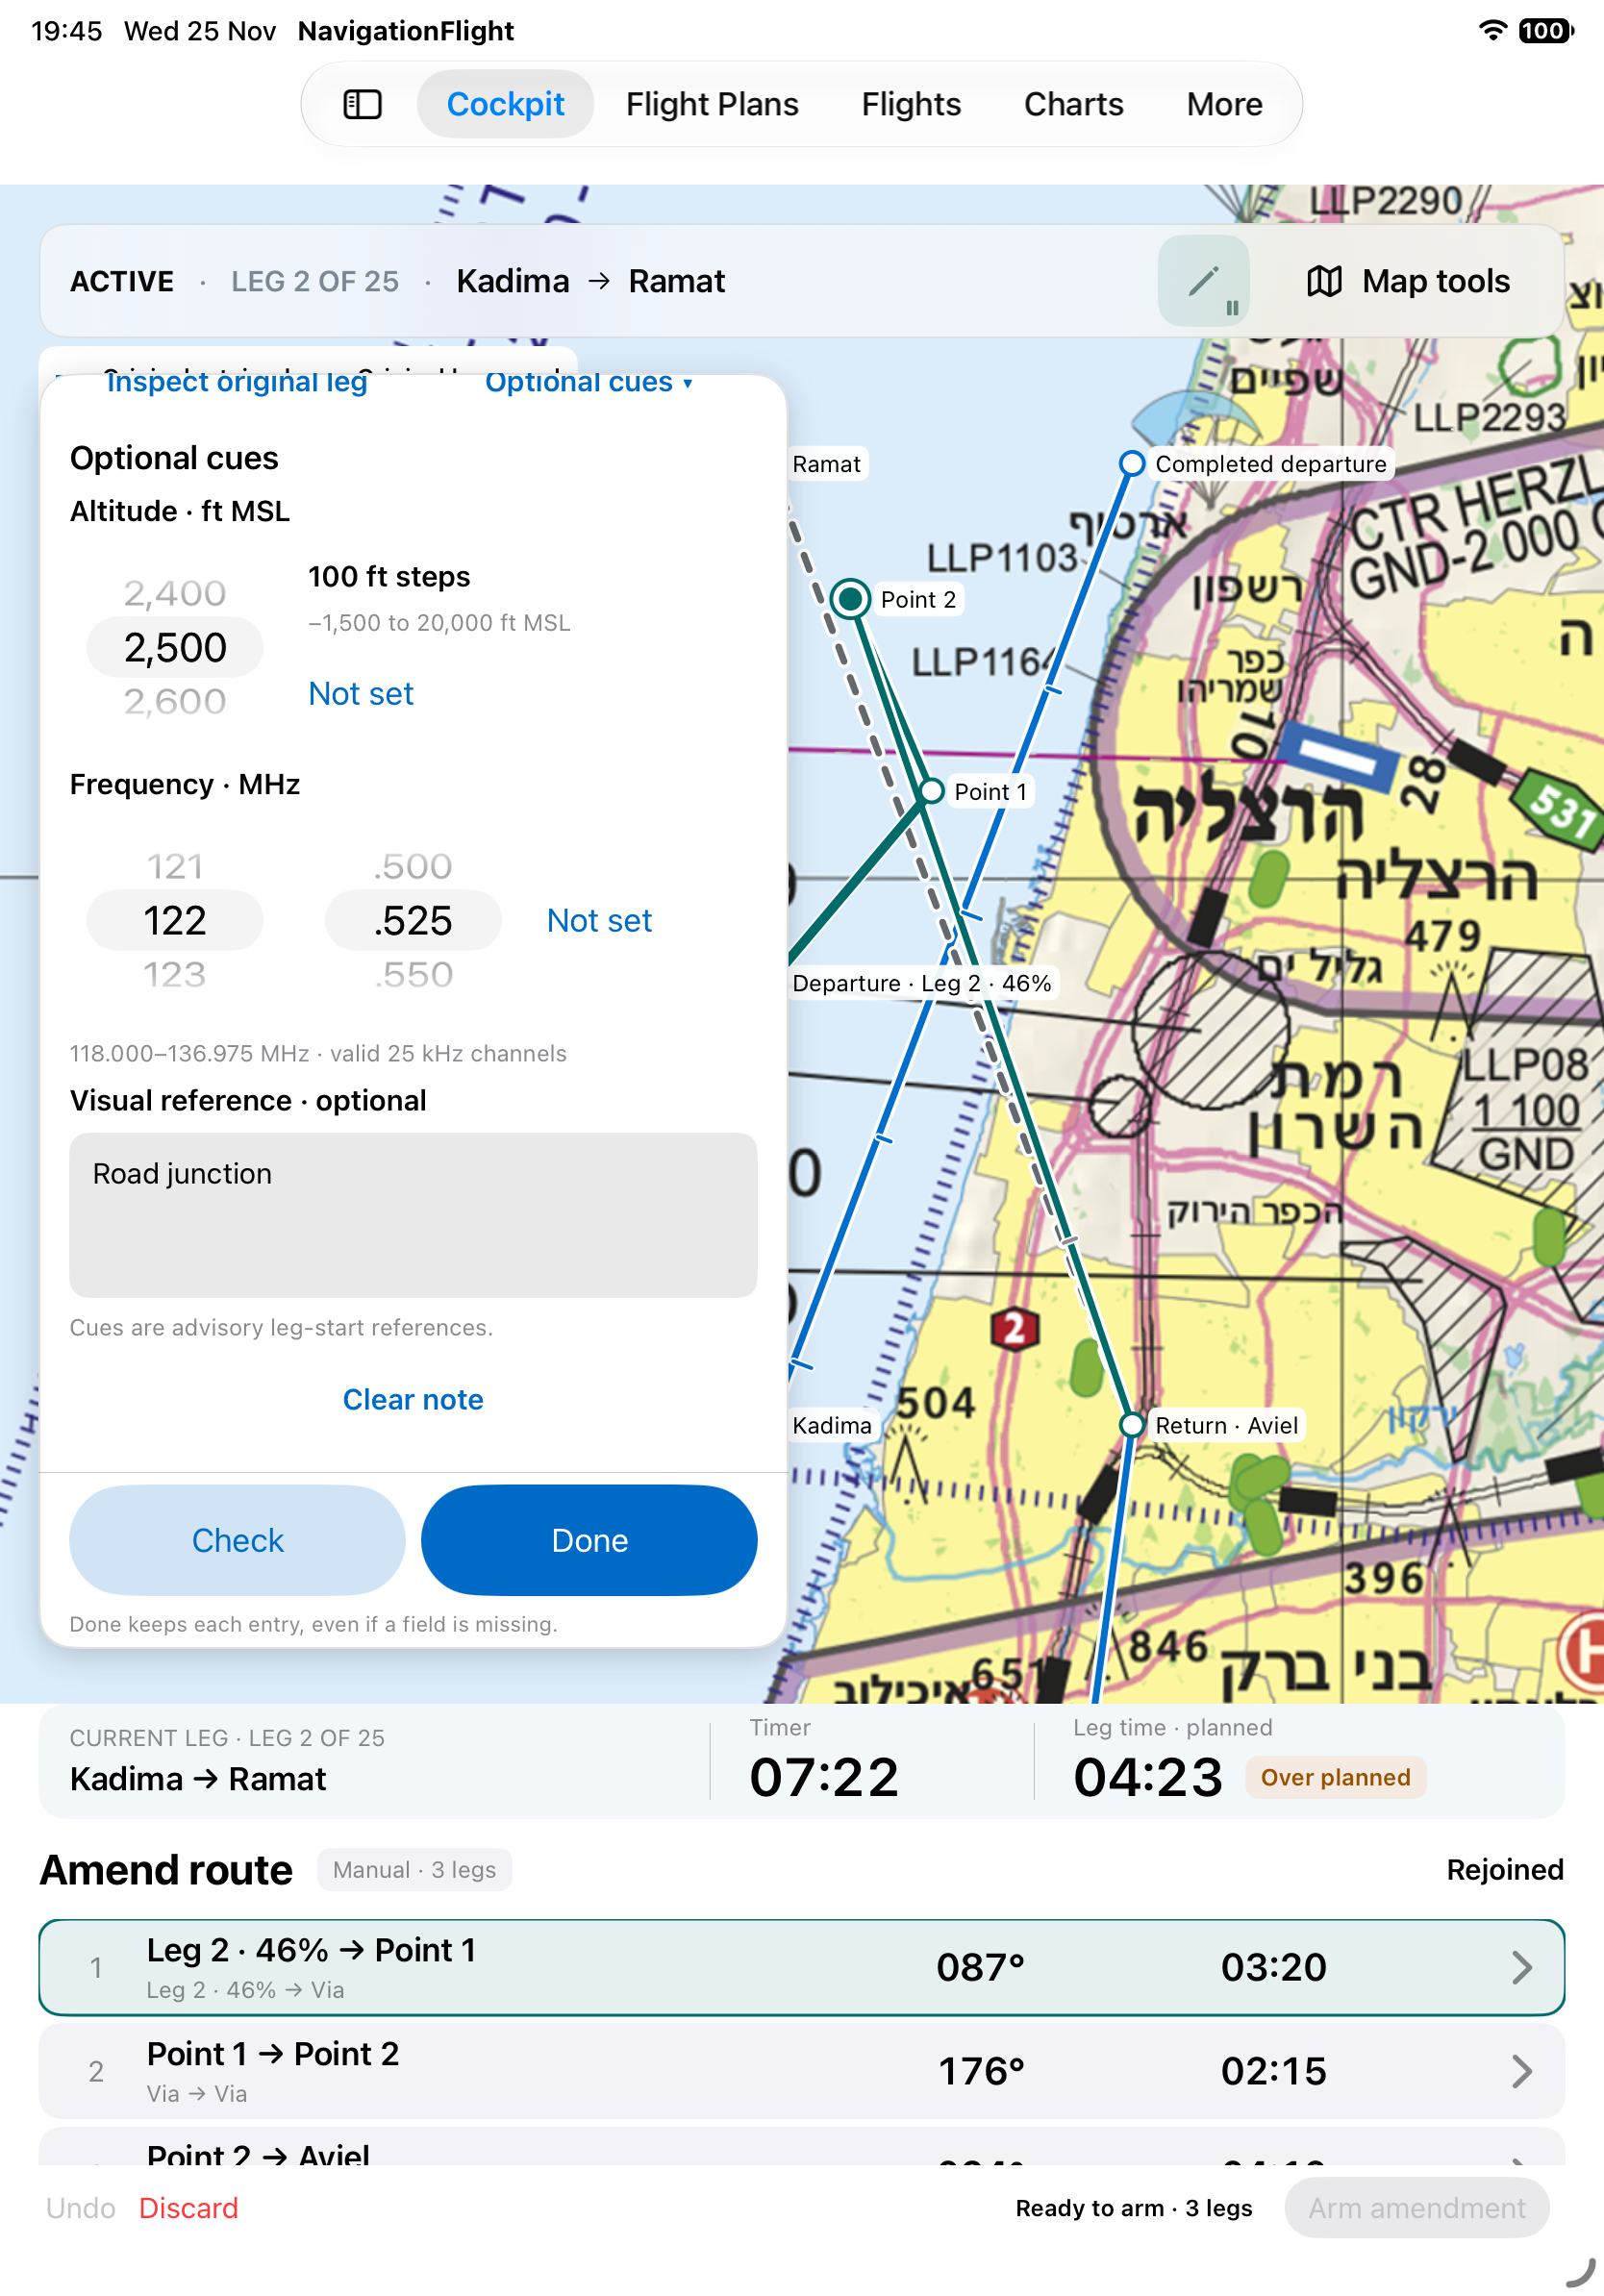 19:45 Wed 25 Nov NavigationFlight
100
Cockpit Flight Plans Flights Charts More
LLP2290
ACTIVE · LEG 2 OF 25 · Kadima → Ramat
Map tools
Inspect original leg Optional cues ▾
שפיים
LLP2293
Optional cues
Ramat
Completed departure
Altitude · ft MSL
CTR HERZL
GND-2 000
ארסוף
LLP1103
2,400
100 ft steps
רשפון
Point 2
–1,500 to 20,000 ft MSL
2,500
LLP1164
כפר
שמריהו
2,600
Not set
10
28
Frequency · MHz
Point 1
הרצליה
531
121 .500
הרצליה
122 .525 Not set
479
123 .550
גליל ים
Departure · Leg 2 · 46%
118.000–136.975 MHz · valid 25 kHz channels
רמת
השרון
LLP08
1 100
GND
Visual reference · optional
Road junction
0
הכפר הירוק
Cues are advisory leg-start references.
2
Clear note
504
Kadima
Return · Aviel
ירקון
Check Done
396
Done keeps each entry, even if a field is missing.
846
651
בני ברק
איכילוב
H
CURRENT LEG · LEG 2 OF 25
Kadima → Ramat
Timer
07:22
Leg time · planned
04:23 Over planned
Amend route Manual · 3 legs Rejoined
1 Leg 2 · 46% → Point 1 087° 03:20
Leg 2 · 46% → Via
2 Point 1 → Point 2 176° 02:15
Via → Via
Point 2 → Aviel
Undo Discard Ready to arm · 3 legs Arm amendment